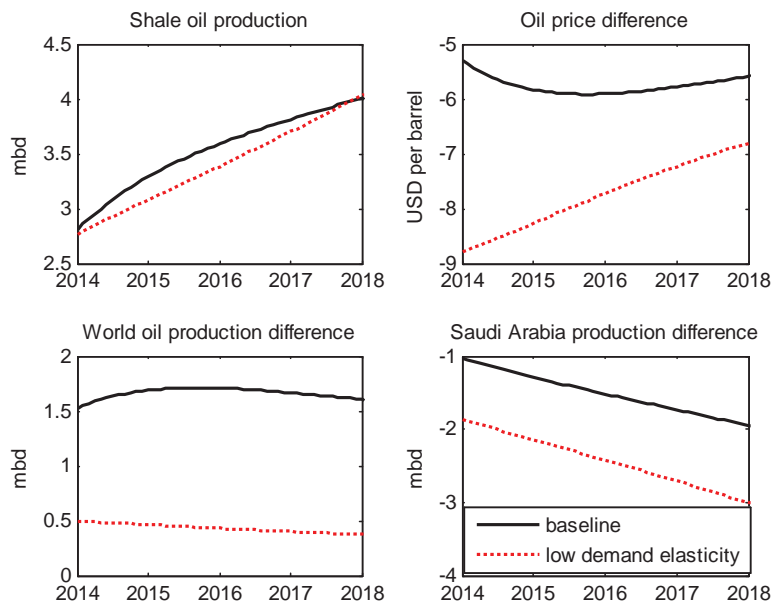 Shale oil production
4.5
4
3.5
3
2.5
mbd
2014 2015 2016 2017 2018
Oil price difference
-5
-6
-7
-8
-9
USD per barrel
2014 2015 2016 2017 2018
World oil production difference
2
1.5
1
0.5
0
mbd
2014 2015 2016 2017 2018
Saudi Arabia production difference
-1
-2
-3
-4
mbd
baseline
low demand elasticity
2014 2015 2016 2017 2018